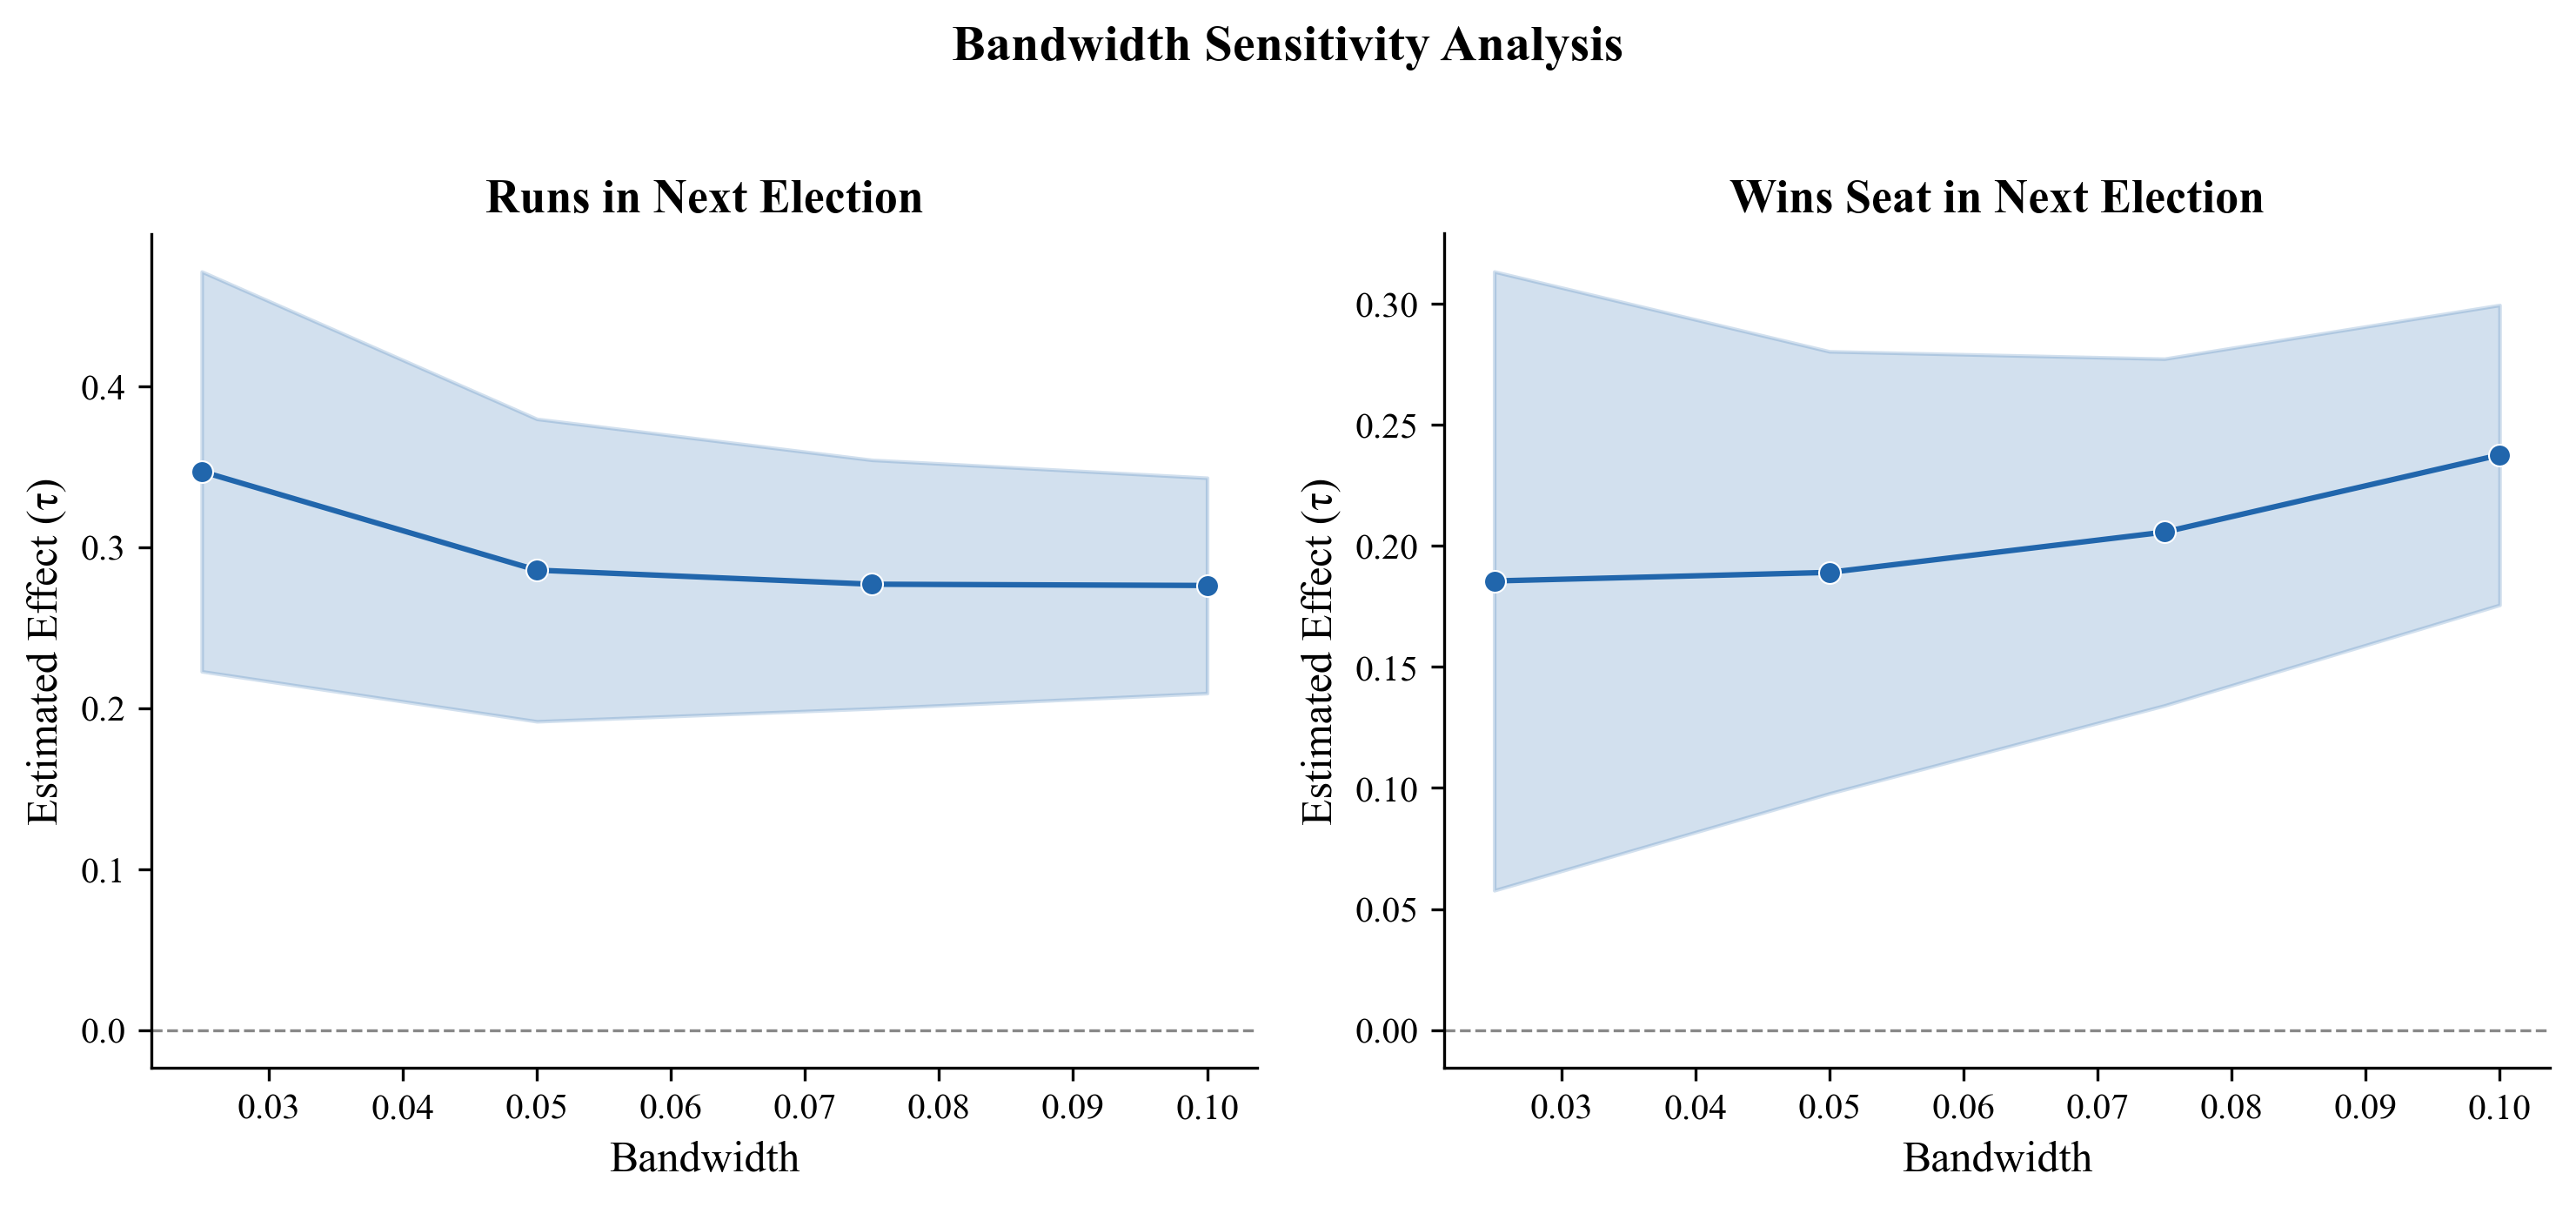 Bandwidth Sensitivity Analysis
Runs in Next Election
Estimated Effect (τ)
0.4
0.3
0.2
0.1
0.0
0.03 0.04 0.05 0.06 0.07 0.08 0.09 0.10
Bandwidth
Wins Seat in Next Election
Estimated Effect (τ)
0.30
0.25
0.20
0.15
0.10
0.05
0.00
0.03 0.04 0.05 0.06 0.07 0.08 0.09 0.10
Bandwidth